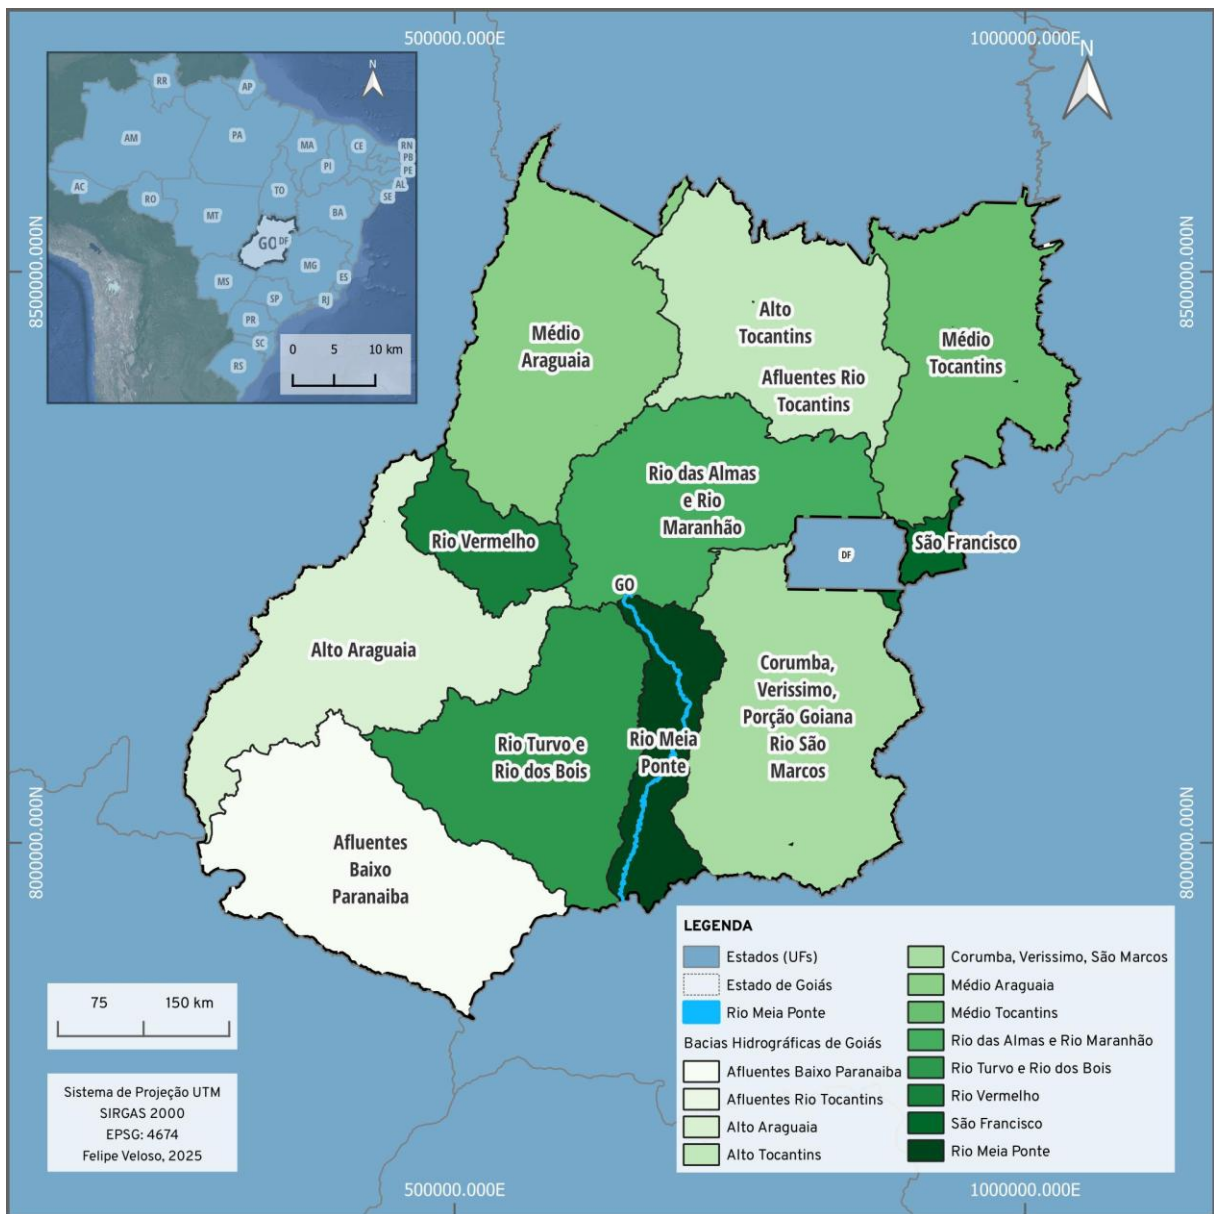 500000.000E
1000000.000E
N
N
RR
AP
AM
PA
MA
CE
RN
PB
PI
PE
AC
AL
RO
TO
SE
MT
BA
GO
DF
MG
MS
ES
SP
RJ
PR
SC
RS
0 5 10 km
8500000.000N
8500000.000N
Médio
Araguaia
Alto
Tocantins
Afluentes Rio
Tocantins
Médio
Tocantins
Rio das Almas
e Rio
Maranhão
Rio Vermelho
São Francisco
DF
GO
Alto Araguaia
Corumba,
Verissimo,
Porção Goiana
Rio São
Marcos
Rio Turvo e
Rio dos Bois
Rio Meia
Ponte
Afluentes
Baixo
Paranaiba
8000000.000N
8000000.000N
75 150 km
Sistema de Projeção UTM
SIRGAS 2000
EPSG: 4674
Felipe Veloso, 2025
LEGENDA
Estados (UFs)
Estado de Goiás
Rio Meia Ponte
Bacias Hidrográficas de Goiás
Afluentes Baixo Paranaiba
Afluentes Rio Tocantins
Alto Araguaia
Alto Tocantins
Corumba, Verissimo, São Marcos
Médio Araguaia
Médio Tocantins
Rio das Almas e Rio Maranhão
Rio Turvo e Rio dos Bois
Rio Vermelho
São Francisco
Rio Meia Ponte
500000.000E
1000000.000E